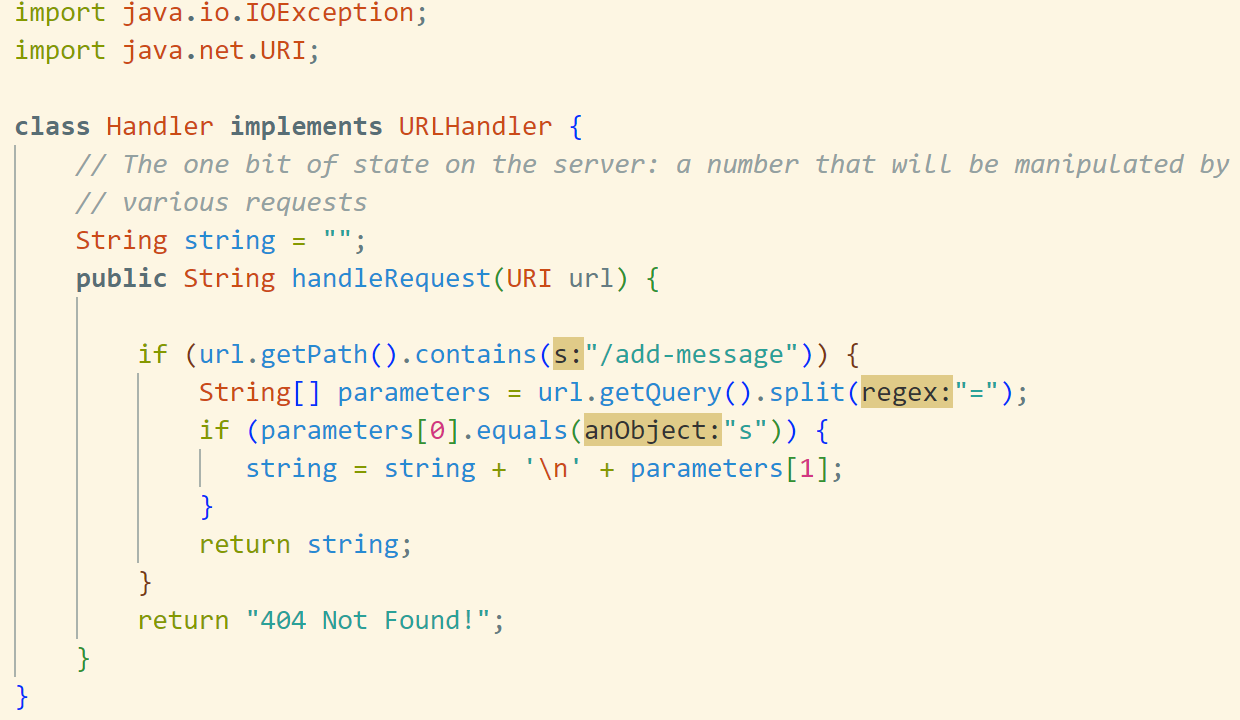 import java.io.IOException;
import java.net.URI;
class Handler implements URLHandler {
// The one bit of state on the server: a number that will be manipulated by
// various requests
String string = "";
public String handleRequest(URI url) {
if (url.getPath().contains(s:"/add-message")) {
String[] parameters = url.getQuery().split(regex:"=");
if (parameters[0].equals(anObject:"s")) {
string = string + '\n' + parameters[1];
}
return string;
}
return "404 Not Found!";
}
}